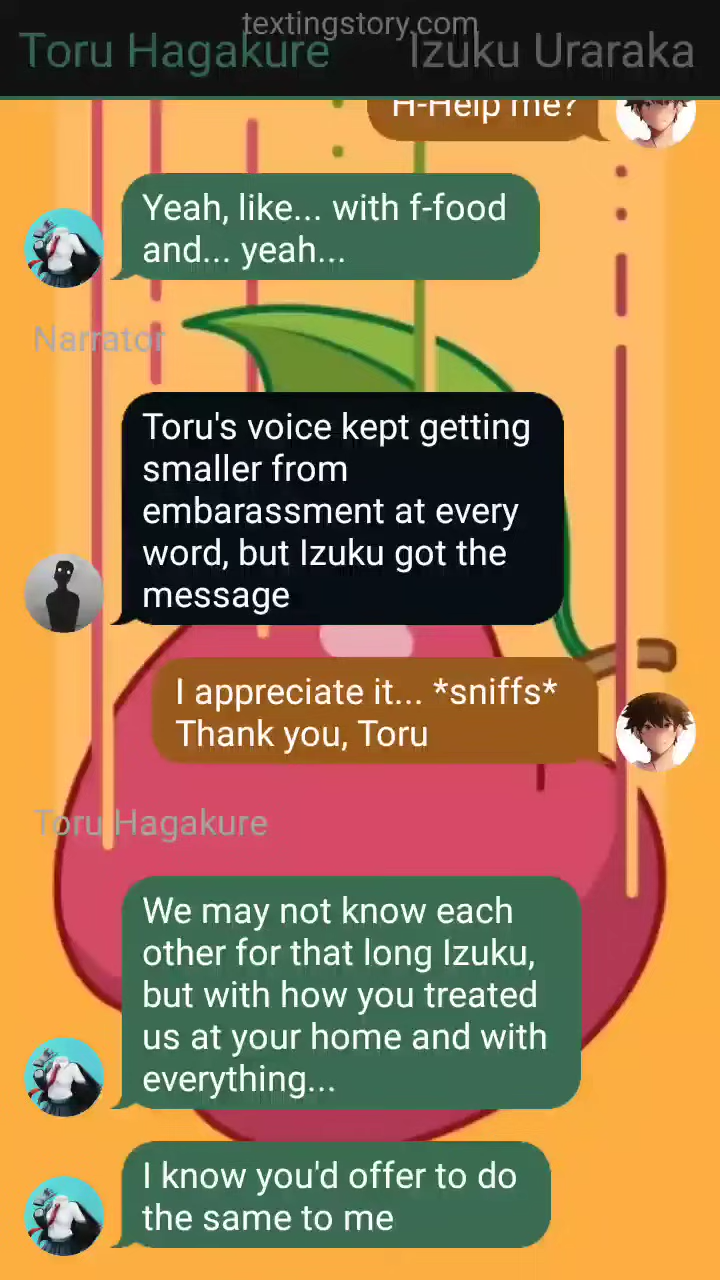 textingstory.com
Toru Hagakure
Izuku Uraraka
H-Help me?
Yeah, like... with f-food
and... yeah...
Narrator
Toru's voice kept getting
smaller from
embarassment at every
word, but Izuku got the
message
I appreciate it... *sniffs*
Thank you, Toru
Toru Hagakure
We may not know each
other for that long Izuku,
but with how you treated
us at your home and with
everything...
I know you'd offer to do
the same to me